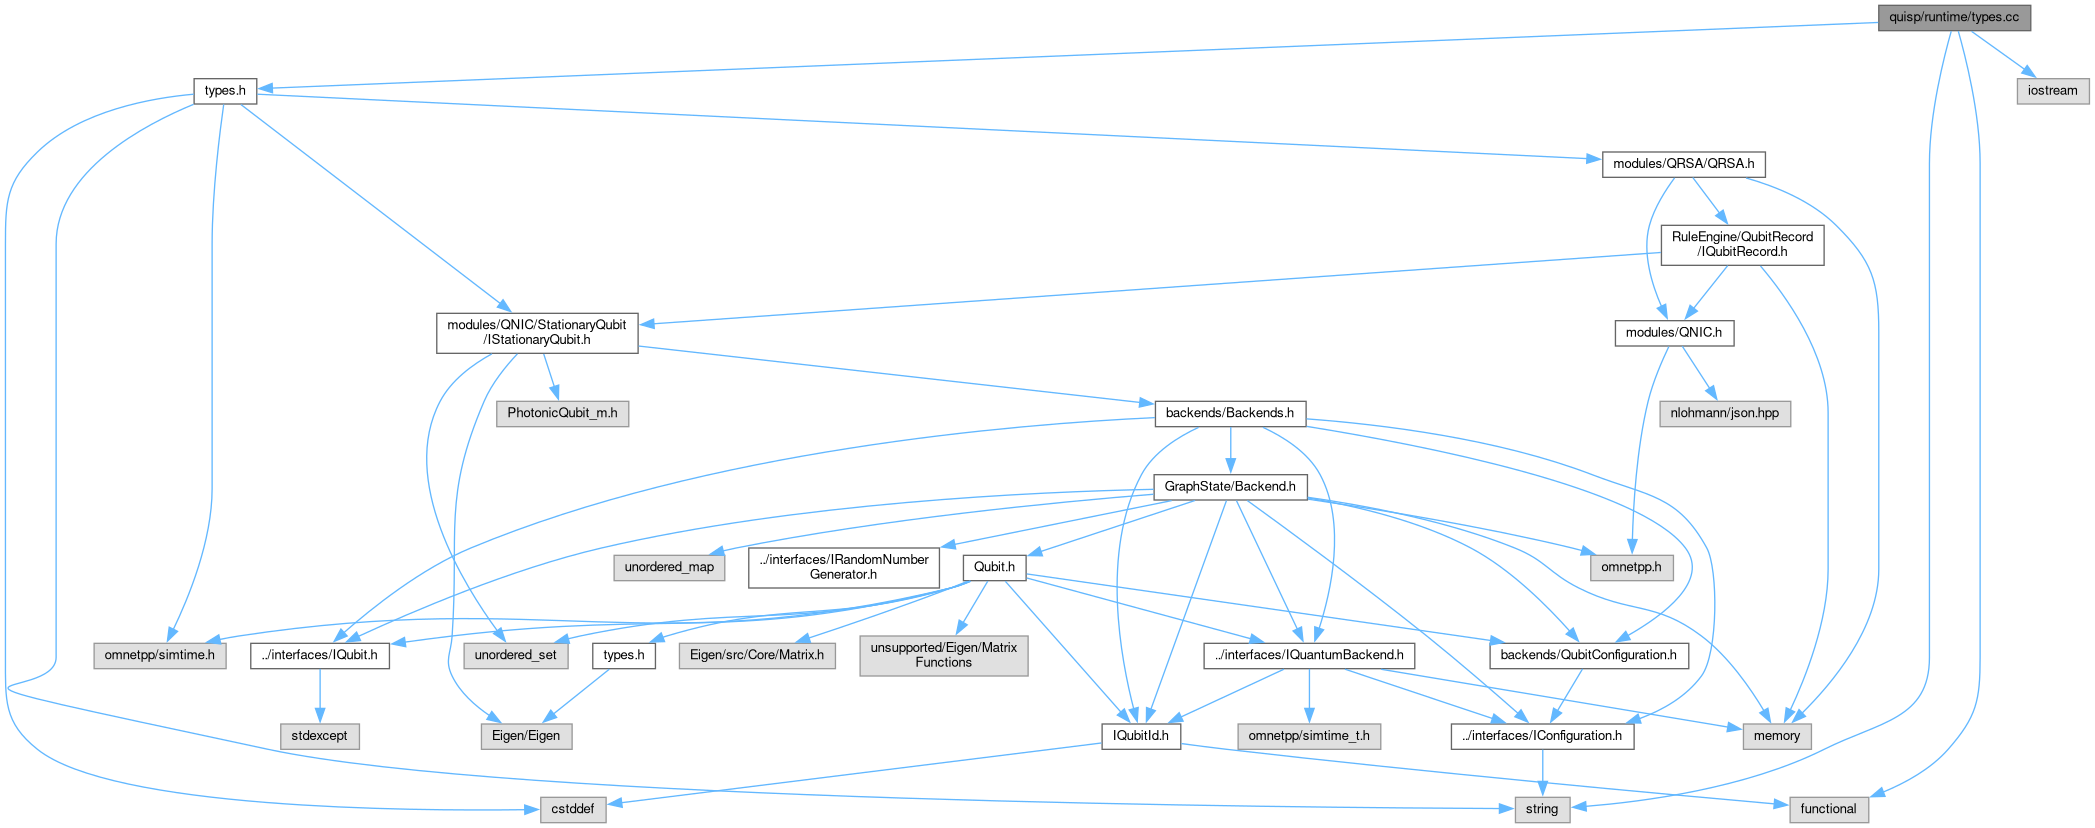 quisp/runtime/types.cc
types.h
iostream
modules/QRSA/QRSA.h
RuleEngine/QubitRecord
/IQubitRecord.h
modules/QNIC/StationaryQubit
/IStationaryQubit.h
modules/QNIC.h
PhotonicQubit_m.h
backends/Backends.h
nlohmann/json.hpp
GraphState/Backend.h
unordered_map
../interfaces/IRandomNumber
Generator.h
Qubit.h
omnetpp.h
omnetpp/simtime.h
../interfaces/IQubit.h
unordered_set
types.h
Eigen/src/Core/Matrix.h
unsupported/Eigen/Matrix
Functions
../interfaces/IQuantumBackend.h
backends/QubitConfiguration.h
stdexcept
Eigen/Eigen
IQubitId.h
omnetpp/simtime_t.h
../interfaces/IConfiguration.h
memory
cstddef
string
functional